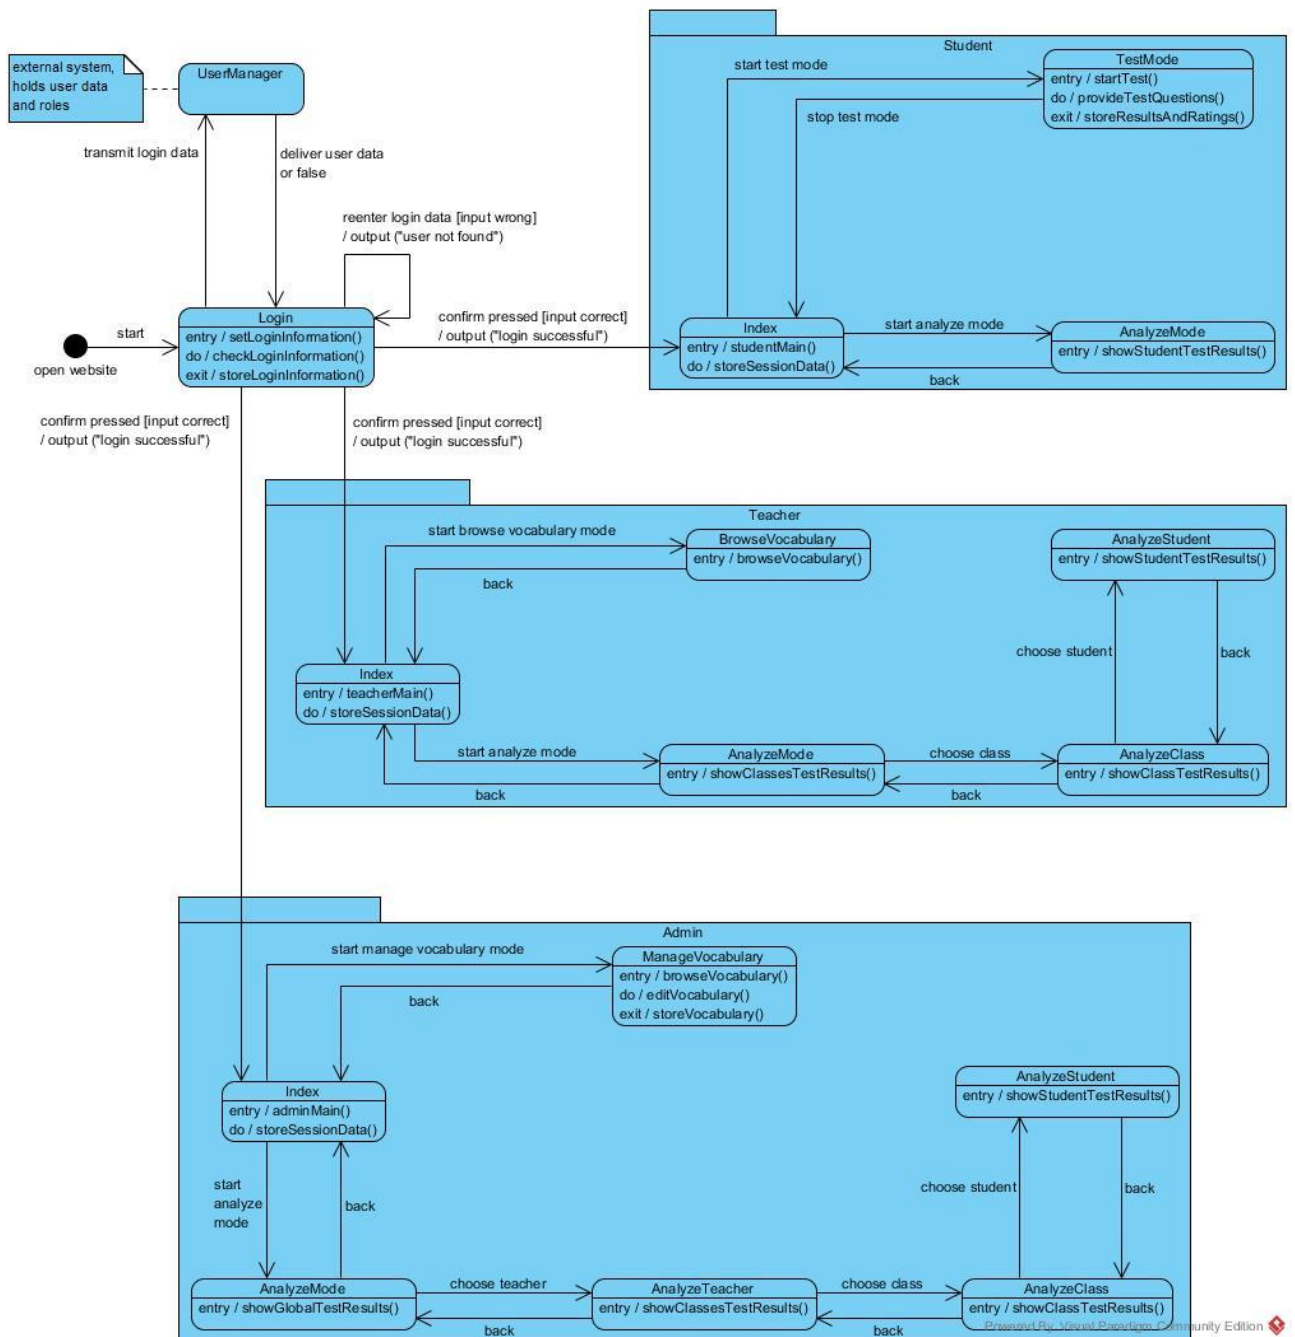 external system,
holds user data
and roles
UserManager
transmit login data
deliver user data
or false
reenter login data [input wrong]
/ output ("user not found")
start
open website
Login
entry / setLoginInformation()
do / checkLoginInformation()
exit / storeLoginInformation()
confirm pressed [input correct]
/ output ("login successful")
confirm pressed [input correct]
/ output ("login successful")
confirm pressed [input correct]
/ output ("login successful")
Student
start test mode
TestMode
entry / startTest()
do / provideTestQuestions()
exit / storeResultsAndRatings()
stop test mode
Index
entry / studentMain()
do / storeSessionData()
start analyze mode
AnalyzeMode
entry / showStudentTestResults()
back
Teacher
start browse vocabulary mode
BrowseVocabulary
entry / browseVocabulary()
back
AnalyzeStudent
entry / showStudentTestResults()
choose student
back
Index
entry / teacherMain()
do / storeSessionData()
start analyze mode
AnalyzeMode
entry / showClassesTestResults()
back
choose class
AnalyzeClass
entry / showClassTestResults()
back
Admin
start manage vocabulary mode
ManageVocabulary
entry / browseVocabulary()
do / editVocabulary()
exit / storeVocabulary()
back
Index
entry / adminMain()
do / storeSessionData()
AnalyzeStudent
entry / showStudentTestResults()
start
analyze
mode
back
choose student
back
AnalyzeMode
entry / showGlobalTestResults()
choose teacher
back
AnalyzeTeacher
entry / showClassesTestResults()
choose class
back
AnalyzeClass
entry / showClassTestResults()
Powered By Visual Paradigm Community Edition